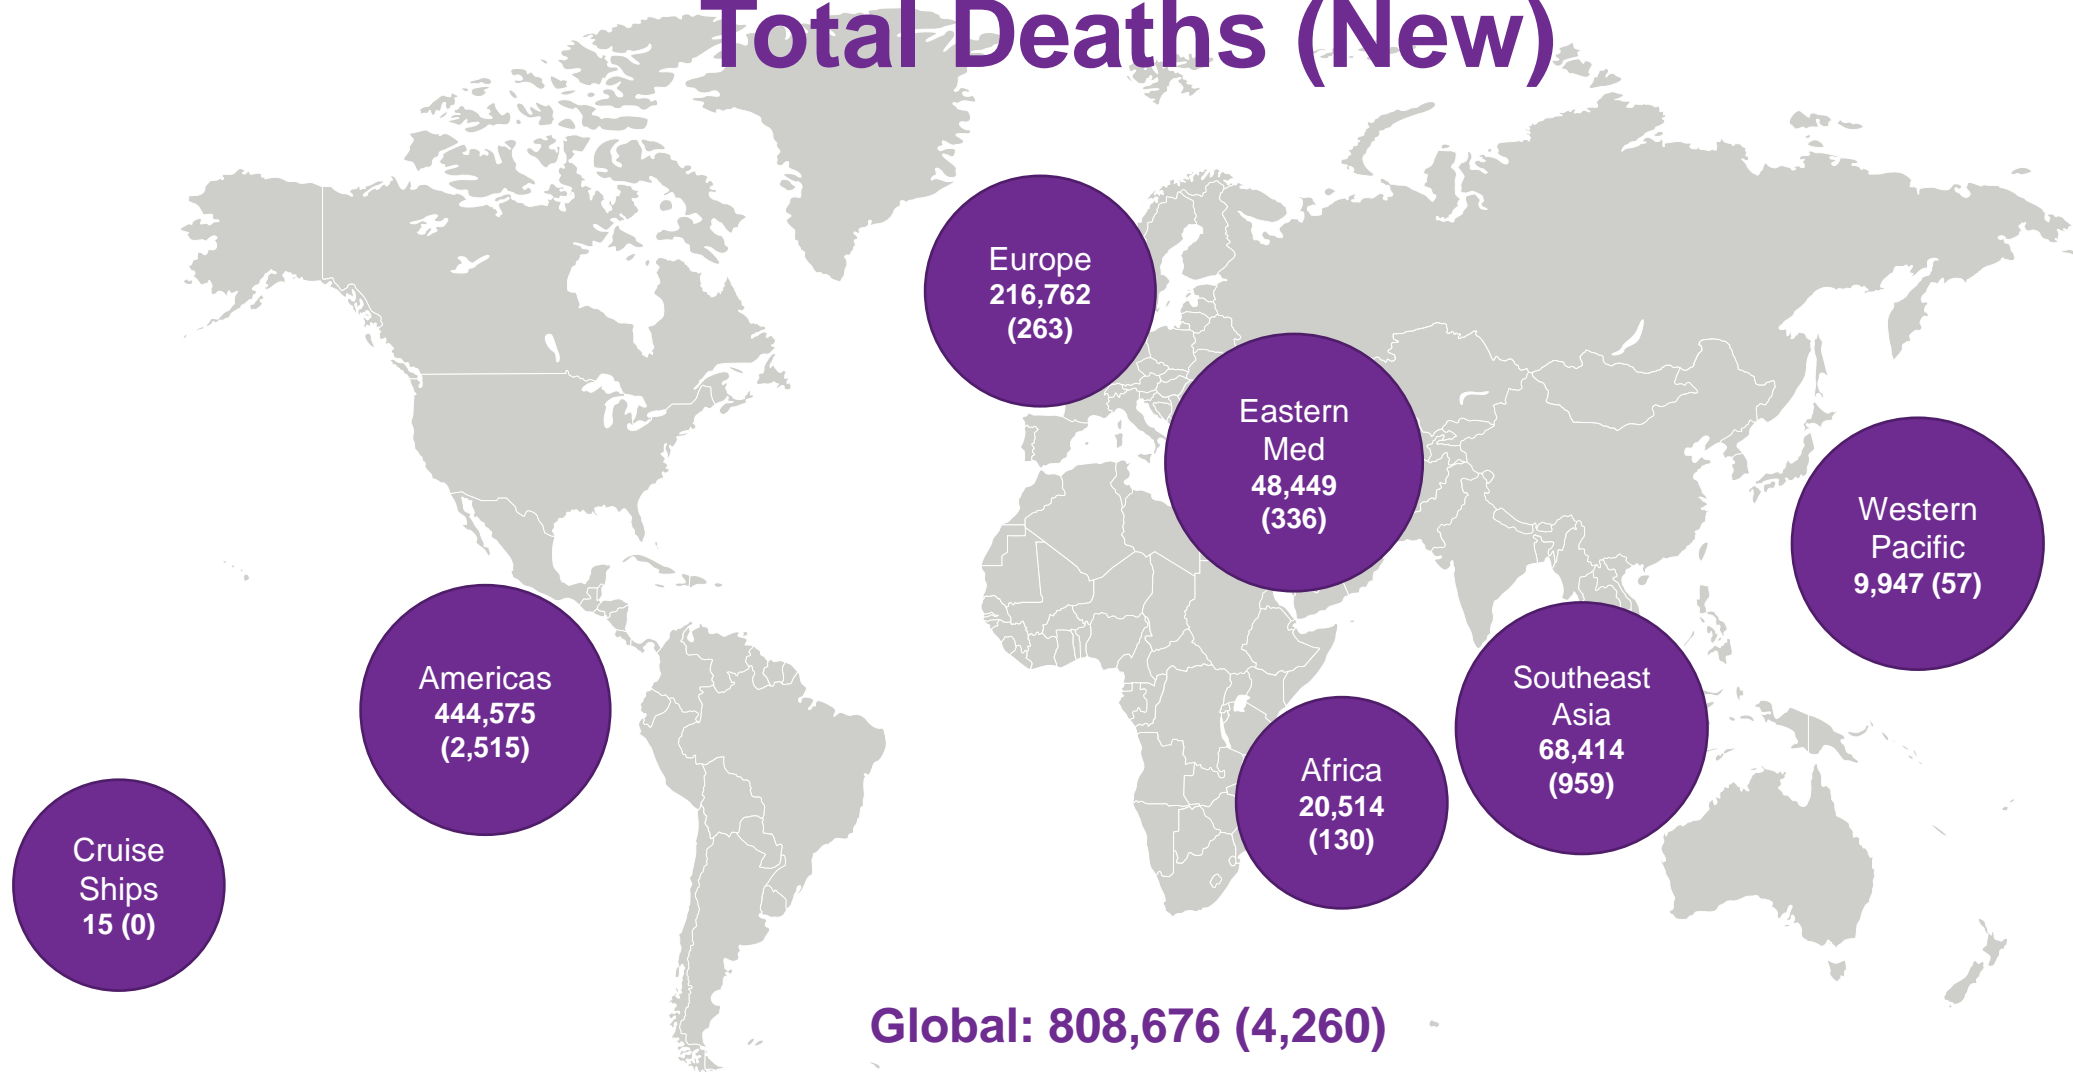 Total Deaths (New)
Europe
216,762
(263)
Eastern
Med
48,449
(336)
Western
Pacific
9,947 (57)
Americas
444,575
(2,515)
Southeast
Asia
68,414
(959)
Africa
20,514
(130)
Cruise
Ships
15 (0)
Global: 808,676 (4,260)